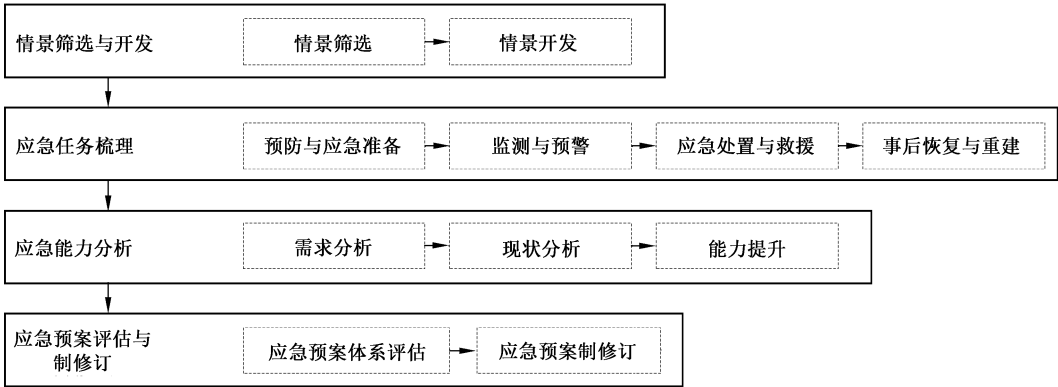 情景筛选与开发
情景筛选
情景开发
应急任务梳理
预防与应急准备
监测与预警
应急处置与救援
事后恢复与重建
应急能力分析
需求分析
现状分析
能力提升
应急预案评估与
制修订
应急预案体系评估
应急预案制修订